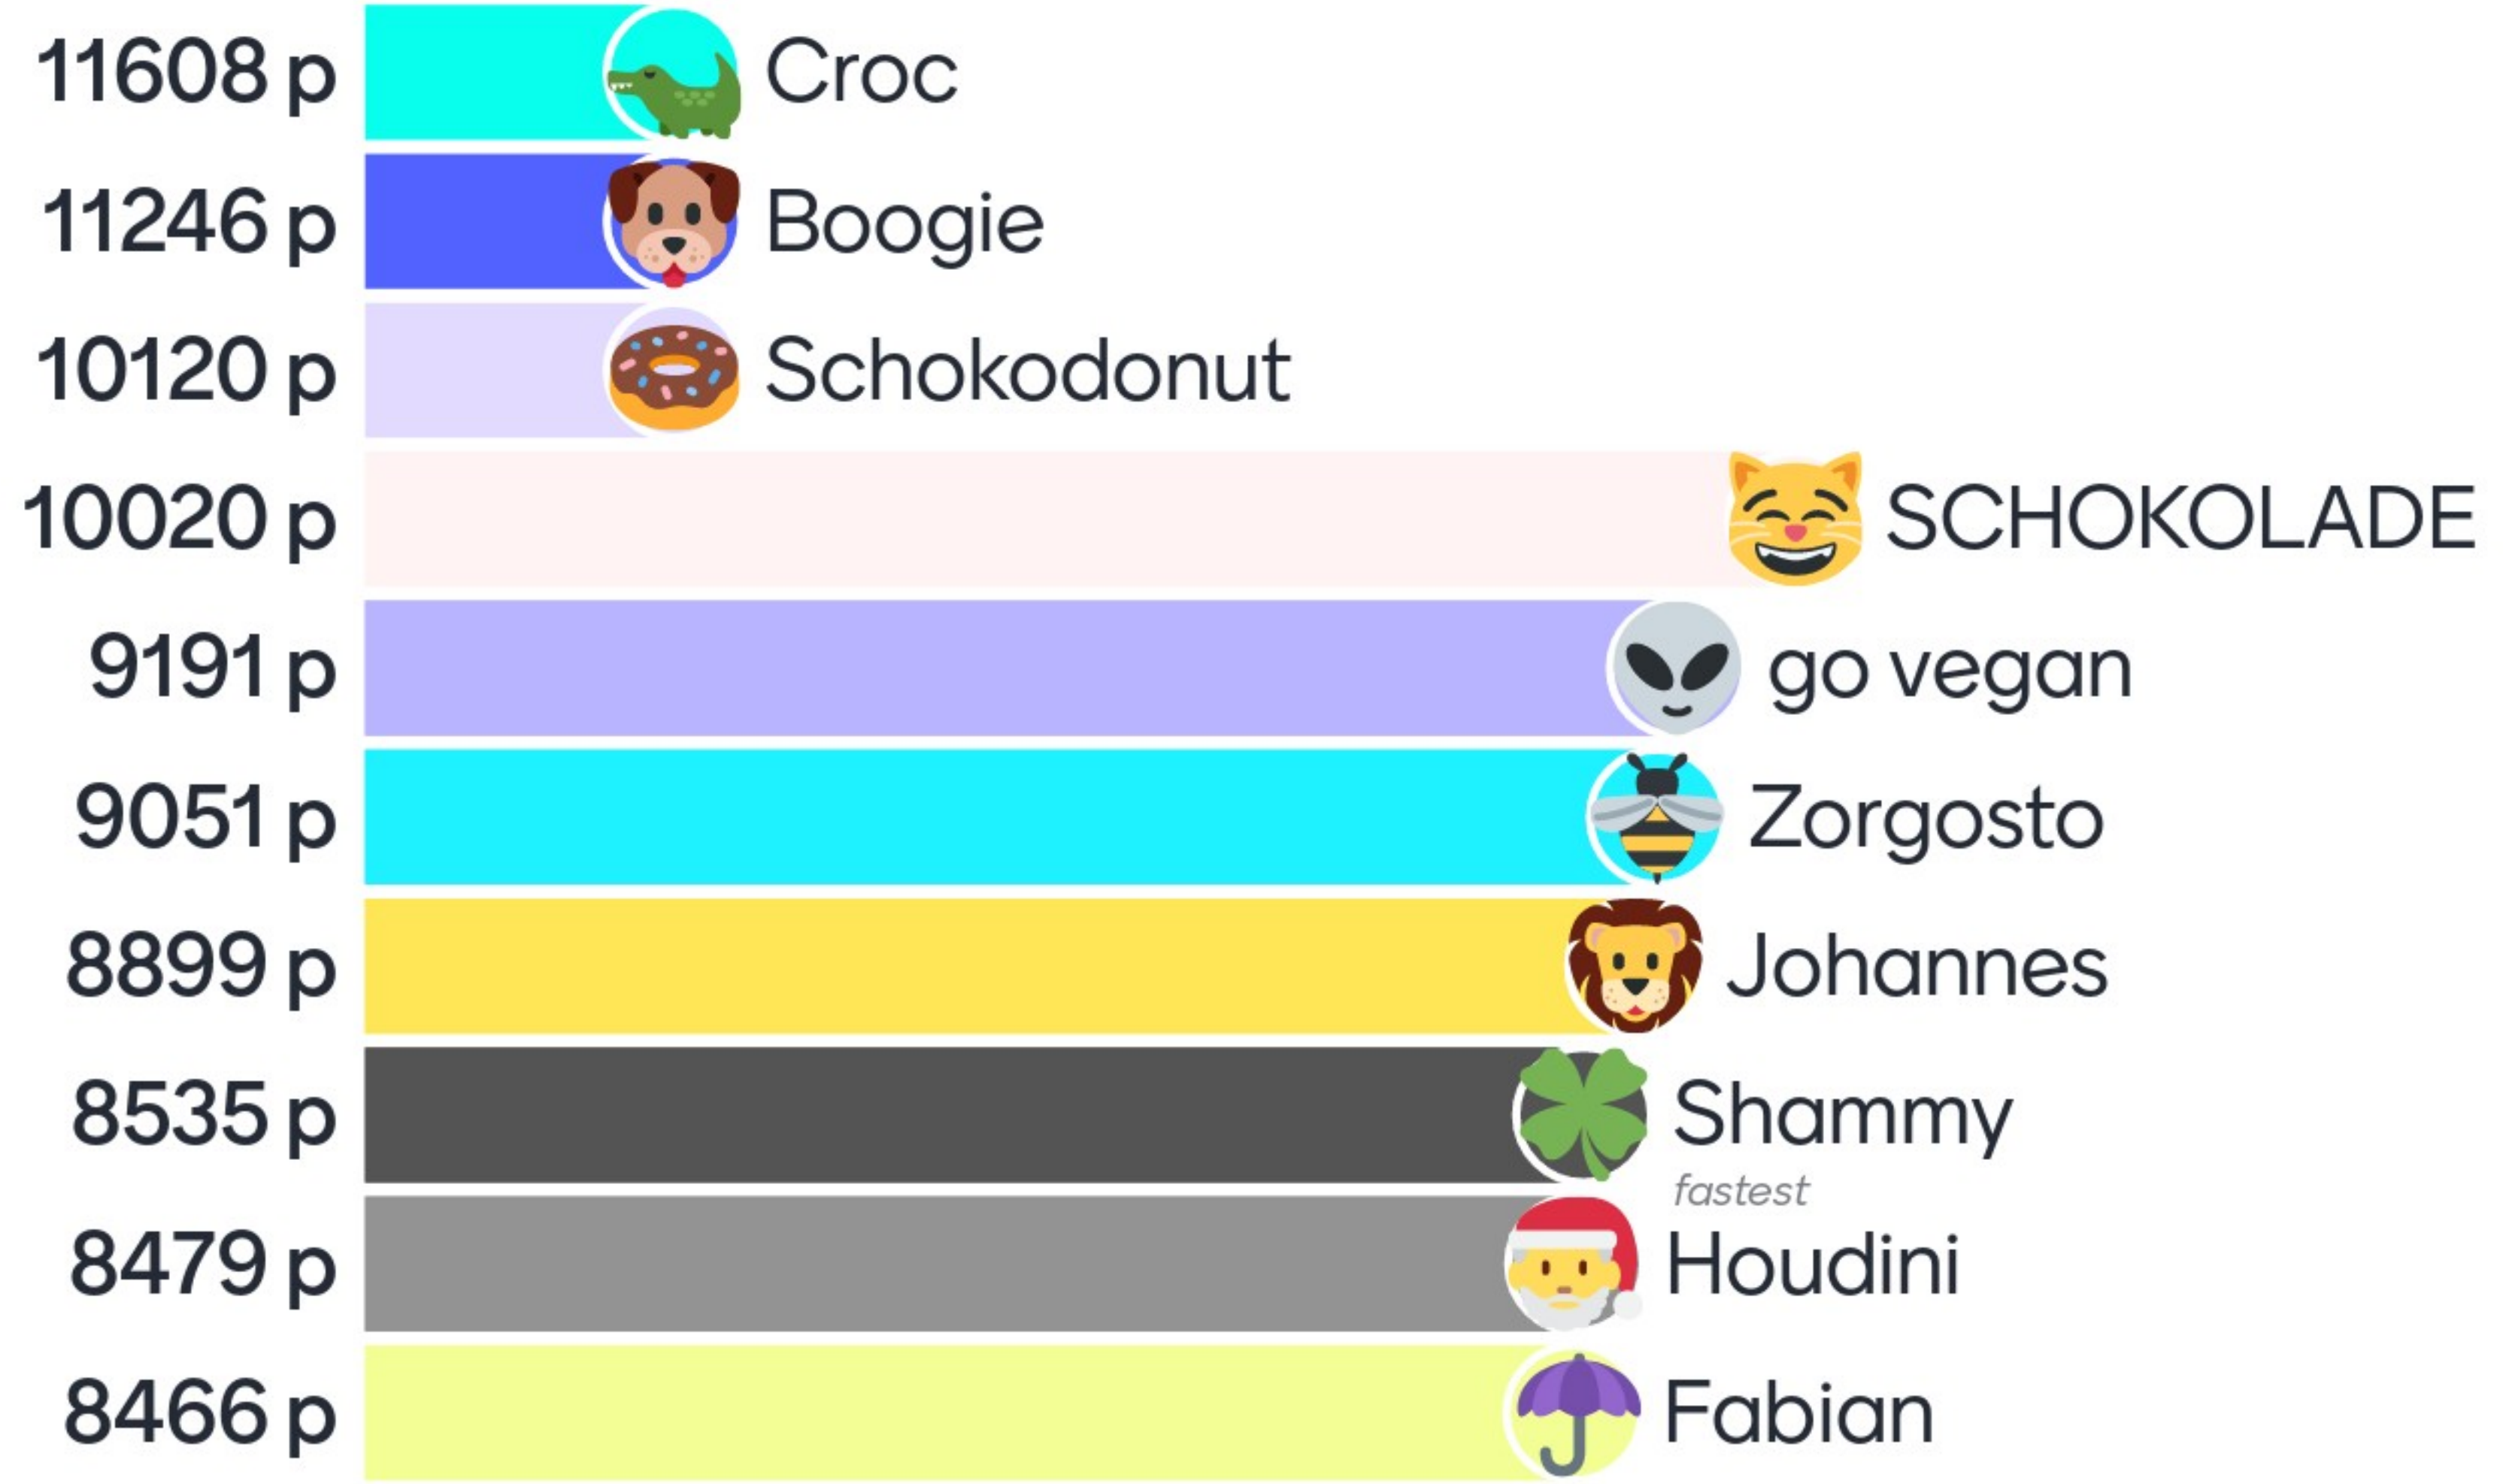 11608 p Croc
11246 p Boogie
10120 p Schokodonut
10020 p SCHOKOLADE
9191 p go vegan
9051 p Zorgosto
8899 p Johannes
8535 p Shammy
fastest
8479 p Houdini
8466 p Fabian